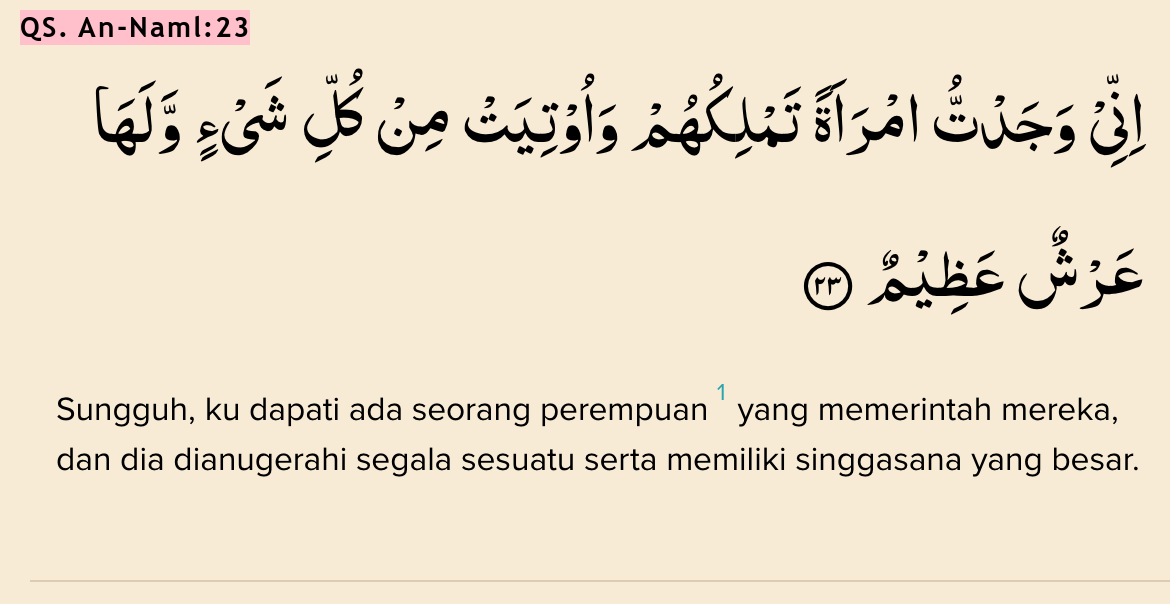 QS. An-Naml:23
اِنِّيْ وَجَدْتُّ امْرَاَةً تَمْلِكُهُمْ وَاُوْتِيَتْ مِنْ كُلِّ شَيْءٍ وَّلَهَا
عَرْشٌ عَظِيْمٌ ٢٣
Sungguh, ku dapati ada seorang perempuan 1 yang memerintah mereka,
dan dia dianugerahi segala sesuatu serta memiliki singgasana yang besar.